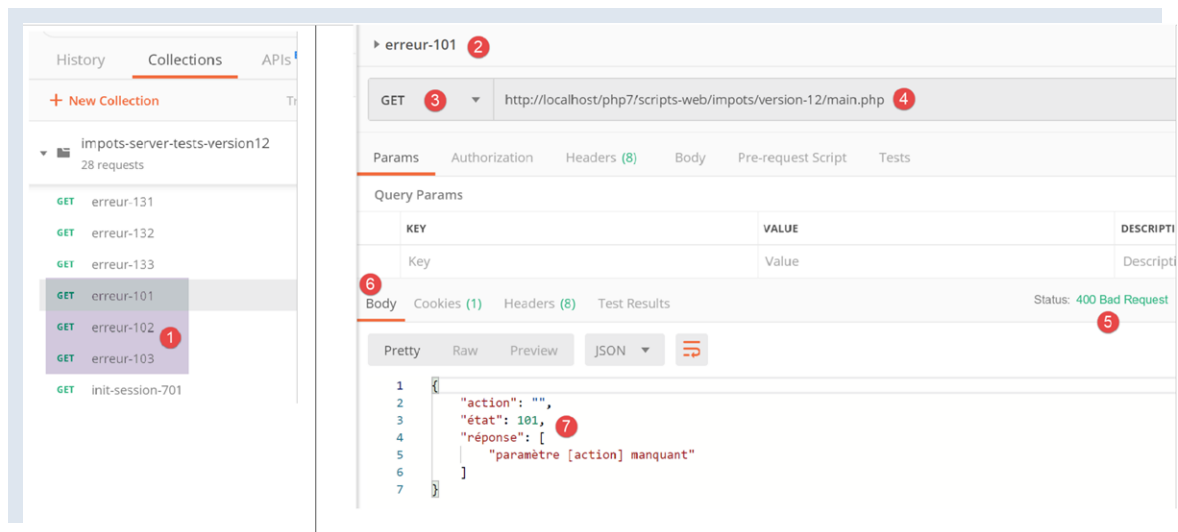 History Collections APIs
+ New Collection
impots-server-tests-version12
28 requests
GET erreur-131
GET erreur-132
GET erreur-133
GET erreur-101
GET erreur-102
1
GET erreur-103
GET init-session-701
erreur-101 2
GET 3 http://localhost/php7/scripts-web/impots/version-12/main.php 4
Params Authorization Headers (8) Body Pre-request Script Tests
Query Params
KEY VALUE DESCRIPTI
Key Value Descripti
6
Body Cookies (1) Headers (8) Test Results Status: 400 Bad Request
5
Pretty Raw Preview JSON
1 {
2 "action": "",
3 "état": 101,
7
4 "réponse": [
5 "paramètre [action] manquant"
6 ]
7 }